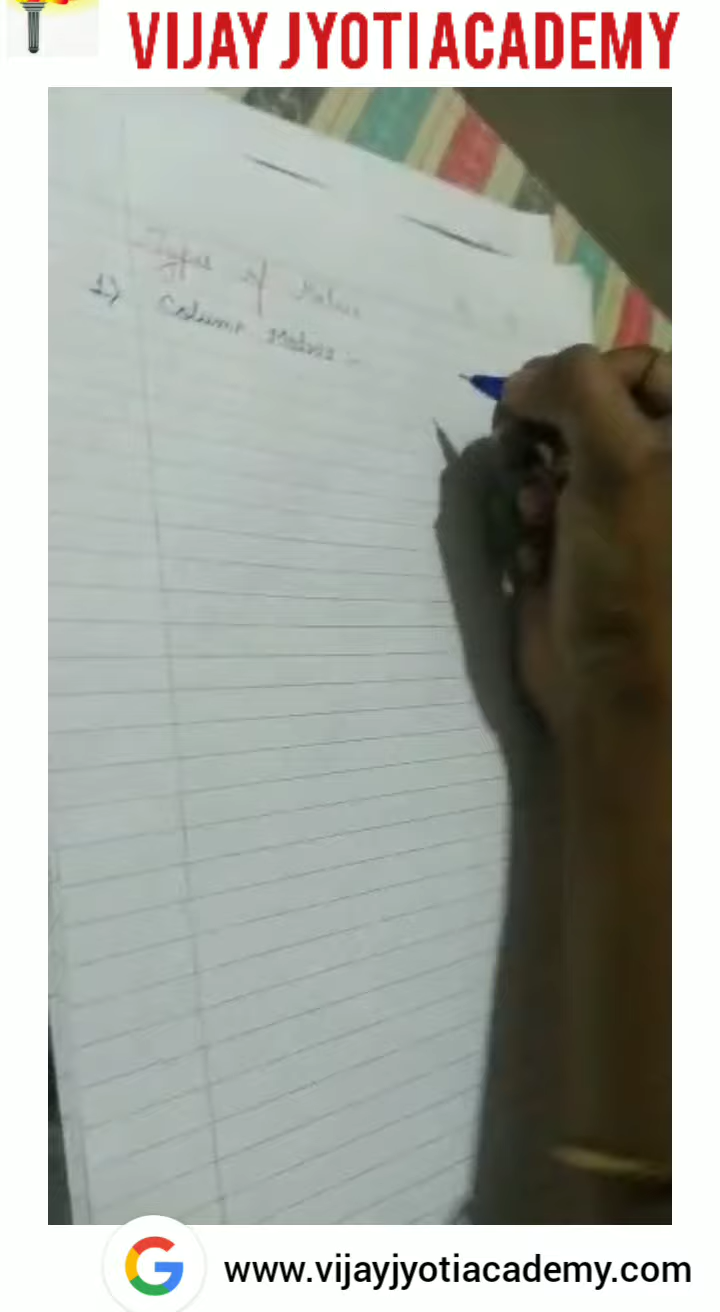 VIJAY JYOTI ACADEMY
Types of Matrix
1) Column Matrix :-
G
www.vijayjyotiacademy.com